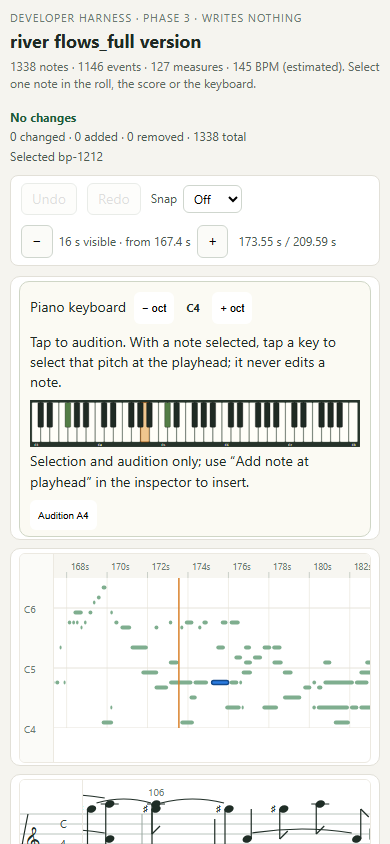 DEVELOPER HARNESS · PHASE 3 · WRITES NOTHING
river flows_full version
1338 notes · 1146 events · 127 measures · 145 BPM (estimated). Select
one note in the roll, the score or the keyboard.
No changes
0 changed · 0 added · 0 removed · 1338 total
Selected bp-1212
Undo Redo Snap Off
− 16 s visible · from 167.4 s + 173.55 s / 209.59 s
Piano keyboard − oct C4 + oct
Tap to audition. With a note selected, tap a key to
select that pitch at the playhead; it never edits a
note.
Selection and audition only; use “Add note at
playhead” in the inspector to insert.
Audition A4
168s 170s 172s 174s 176s 178s 180s 182s
C6
C5
C4
106
C